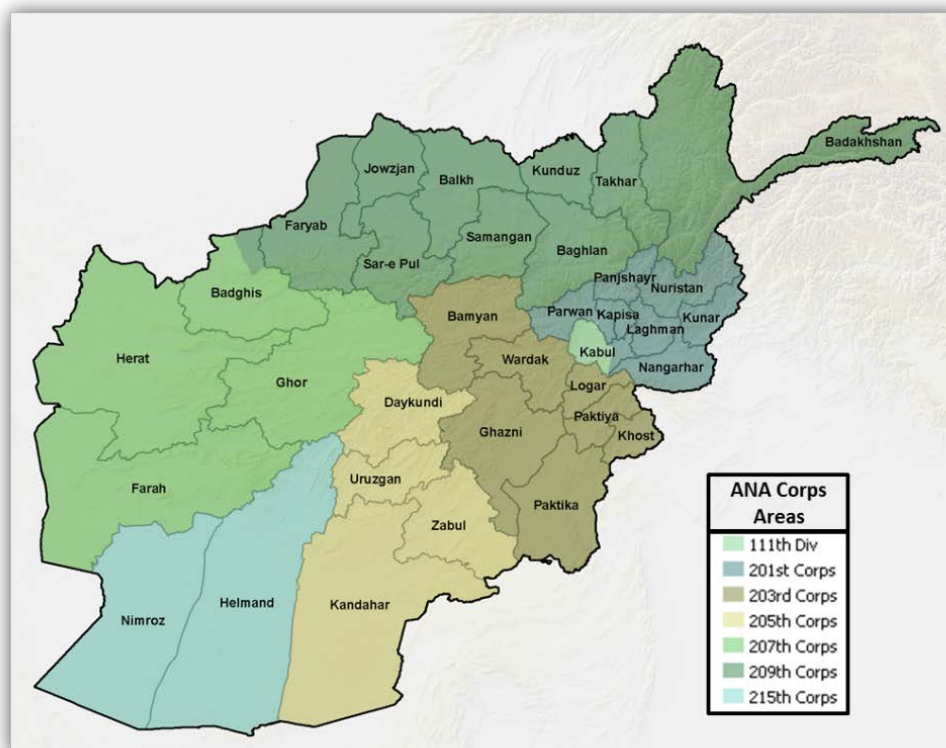 Badakhshan
Jowzjan
Balkh
Kunduz
Takhar
Faryab
Samangan
Baghlan
Sar-e Pul
Panjshayr
Nuristan
Badghis
Bamyan
Parwan
Kapisa
Kunar
Laghman
Herat
Wardak
Kabul
Nangarhar
Ghor
Logar
Daykundi
Paktiya
Ghazni
Khost
Uruzgan
Farah
Paktika
Zabul
Helmand
Kandahar
Nimroz
ANA Corps
Areas
111th Div
201st Corps
203rd Corps
205th Corps
207th Corps
209th Corps
215th Corps